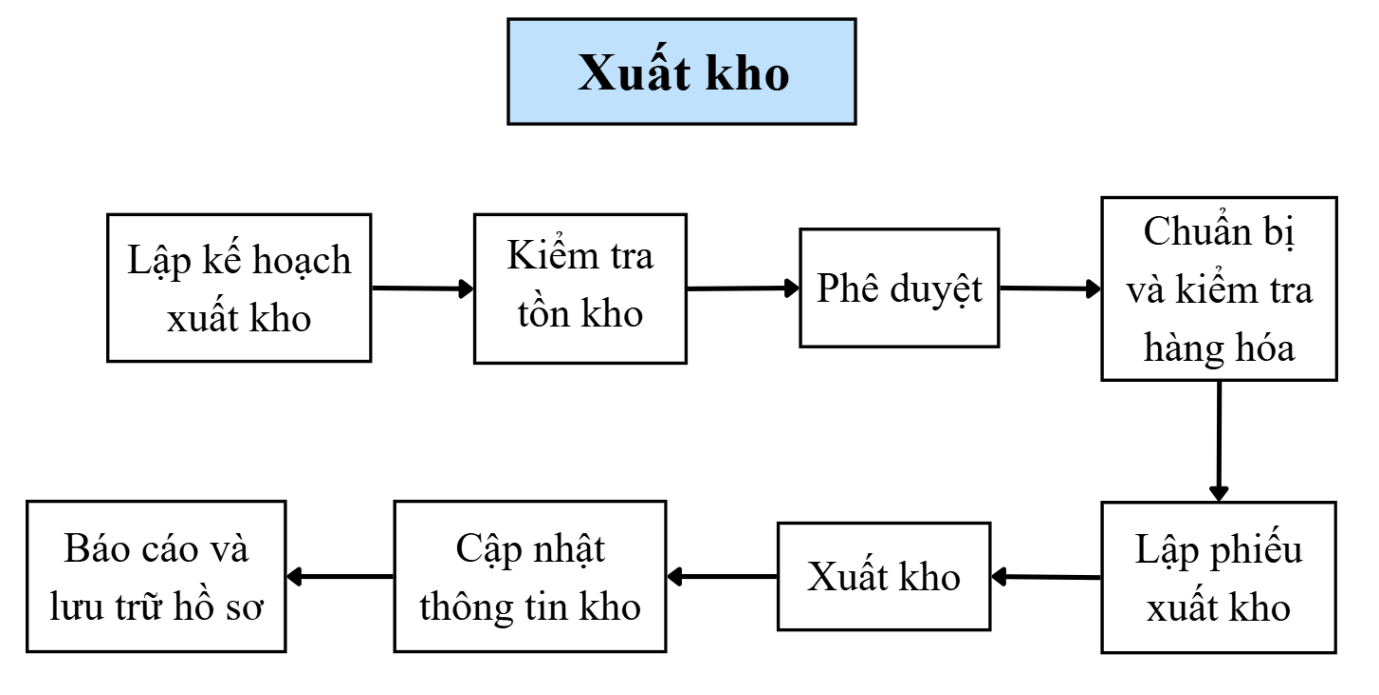 Xuất kho
Lập kế hoạch
xuất kho
Kiểm tra
tồn kho
Phê duyệt
Chuẩn bị
và kiểm tra
hàng hóa
Lập phiếu
xuất kho
Xuất kho
Cập nhật
thông tin kho
Báo cáo và
lưu trữ hồ sơ